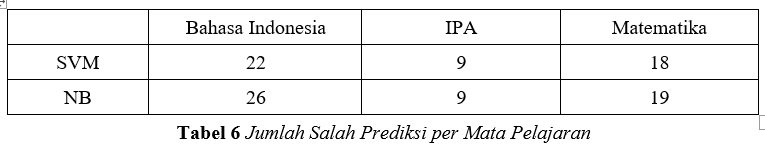 Bahasa Indonesia IPA Matematika
SVM 22 9 18
NB 26 9 19
Tabel 6 Jumlah Salah Prediksi per Mata Pelajaran